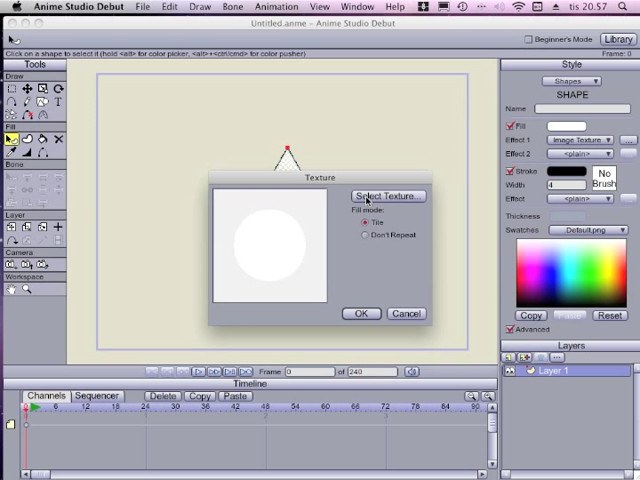 Anime Studio Debut File Edit Draw Bone Animation View Window Help tis 20.57
Untitled.anme – Anime Studio Debut
Beginner's Mode Library
Click on a shape to select it (hold <alt> for color picker, <alt>+<ctrl/cmd> for color pusher) Frame: 0
Tools
Draw
Fill
Bone
Layer
Camera
Workspace
Texture
Select Texture...
Fill mode:
Tile
Don't Repeat
OK Cancel
Style
Shapes
SHAPE
Name
Fill
Effect 1 Image Texture
Effect 2 <plain>
Stroke
No Brush
Width 4
Effect <plain>
Thickness
Swatches Default.png
Copy Paste Reset
Advanced
Layers
Layer 1
Frame 0 of 240
Timeline
Channels Sequencer Delete Copy Paste
0 6 12 18 24 30 36 42 48 54 60 66 72 78 84 90